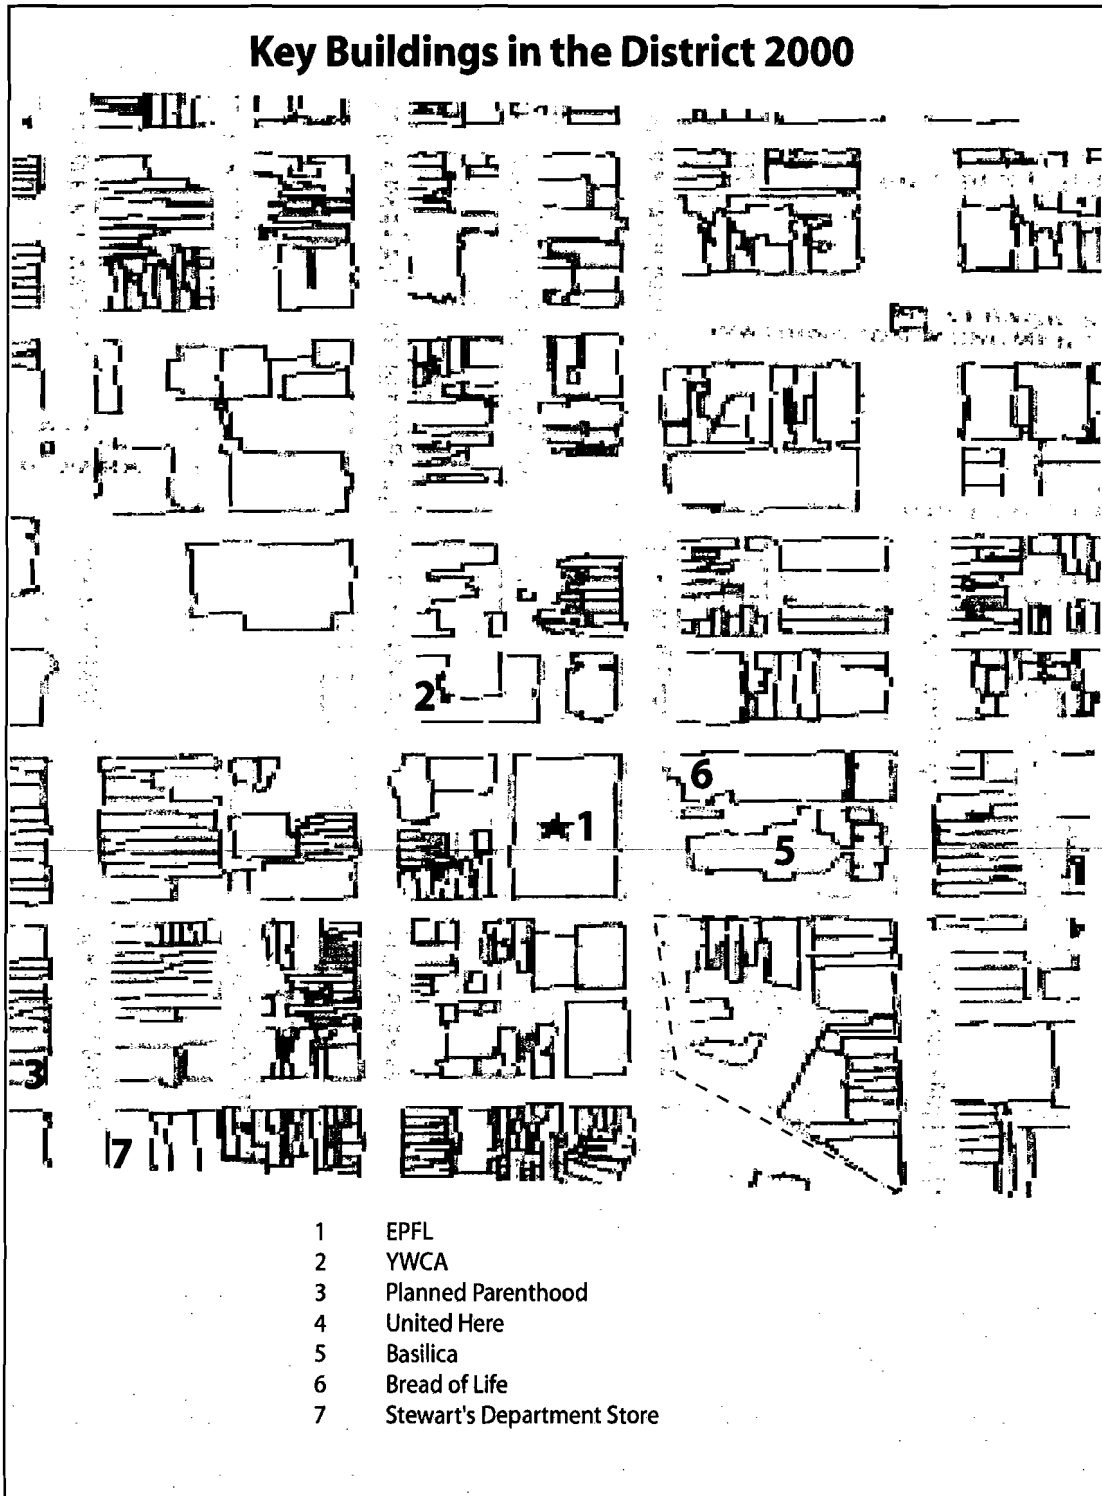 Key Buildings in the District 2000
2
6
1
5
3
7
1 EPFL
2 YWCA
3 Planned Parenthood
4 United Here
5 Basilica
6 Bread of Life
7 Stewart's Department Store